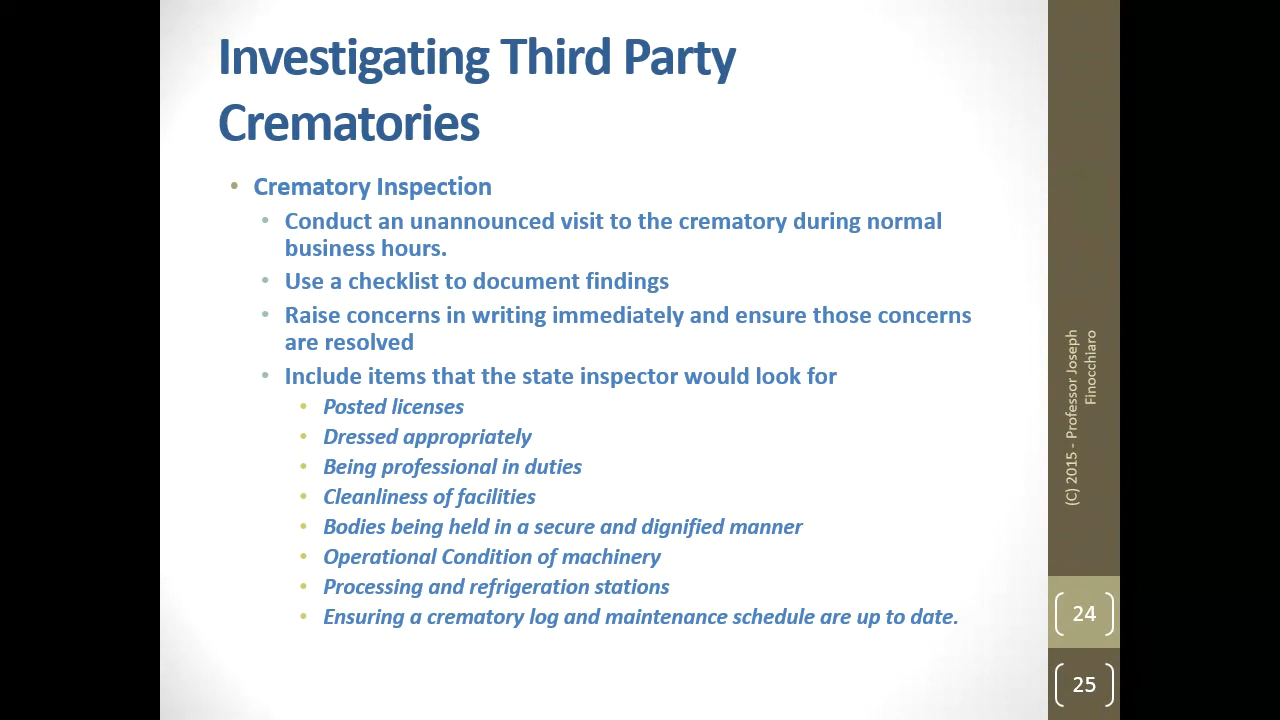 Investigating Third Party
Crematories
• Crematory Inspection
• Conduct an unannounced visit to the crematory during normal
business hours.
• Use a checklist to document findings
• Raise concerns in writing immediately and ensure those concerns
are resolved
• Include items that the state inspector would look for
• Posted licenses
• Dressed appropriately
• Being professional in duties
• Cleanliness of facilities
• Bodies being held in a secure and dignified manner
• Operational Condition of machinery
• Processing and refrigeration stations
• Ensuring a crematory log and maintenance schedule are up to date.
(C) 2015 - Professor Joseph
Finocchiaro
24
25